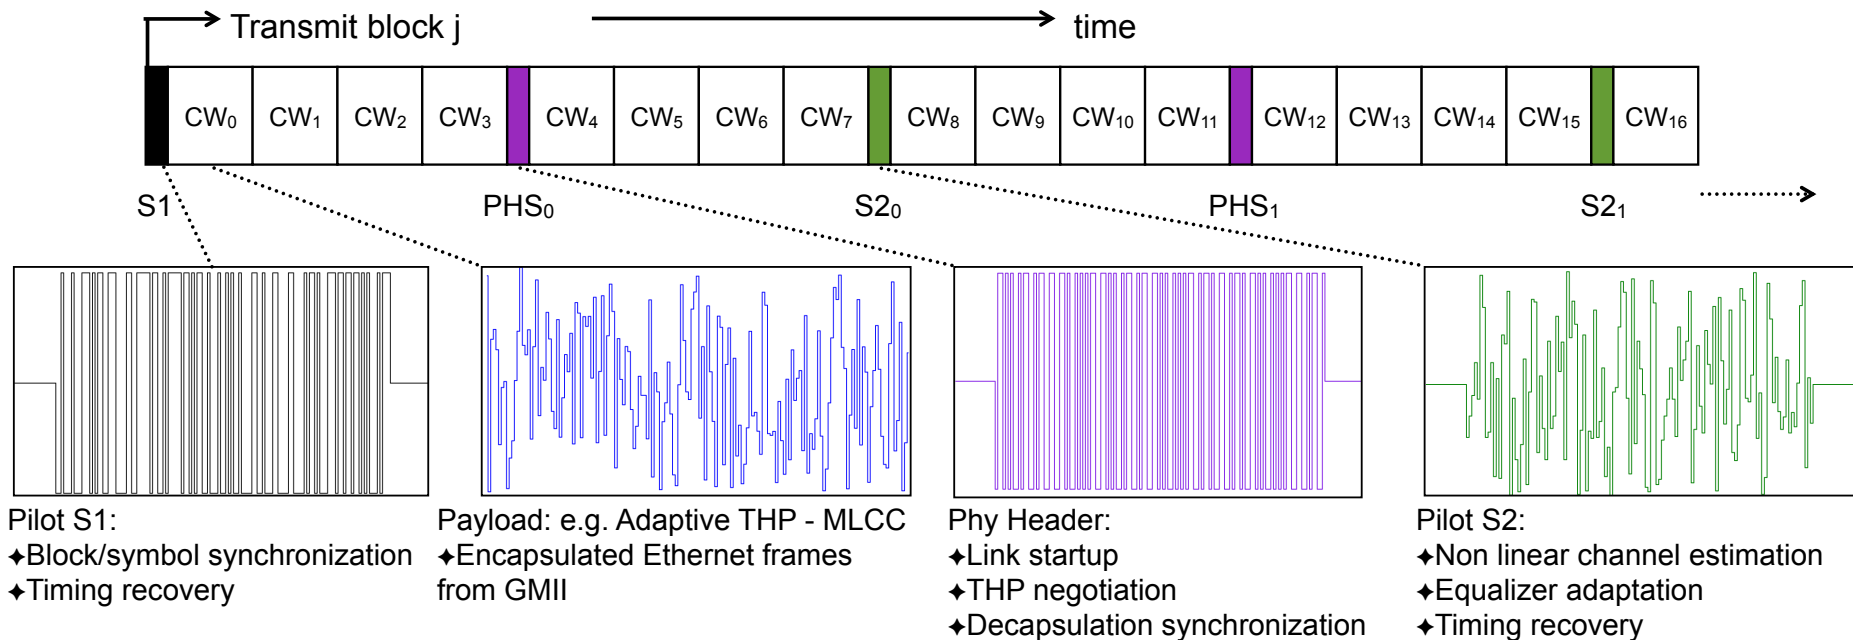 Transmit block j
time
CW₀ CW₁ CW₂ CW₃ CW₄ CW₅ CW₆ CW₇ CW₈ CW₉ CW₁₀ CW₁₁ CW₁₂ CW₁₃ CW₁₄ CW₁₅ CW₁₆
S1 PHS₀ S2₀ PHS₁ S2₁
Pilot S1:
✦Block/symbol synchronization
✦Timing recovery
Payload: e.g. Adaptive THP - MLCC
✦Encapsulated Ethernet frames
from GMII
Phy Header:
✦Link startup
✦THP negotiation
✦Decapsulation synchronization
Pilot S2:
✦Non linear channel estimation
✦Equalizer adaptation
✦Timing recovery